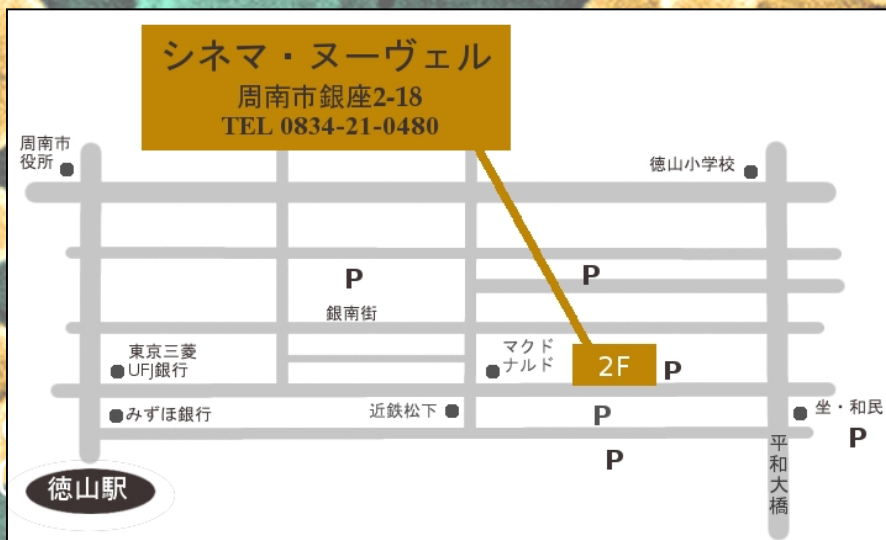 シネマ・ヌーヴェル
周南市銀座2-18
TEL 0834-21-0480
周南市
役所
徳山小学校
P
P
銀南街
東京三菱
UFJ銀行
マクド
ナルド
2F
P
みずほ銀行
近鉄松下
P
坐・和民
P
P
平和大橋
徳山駅